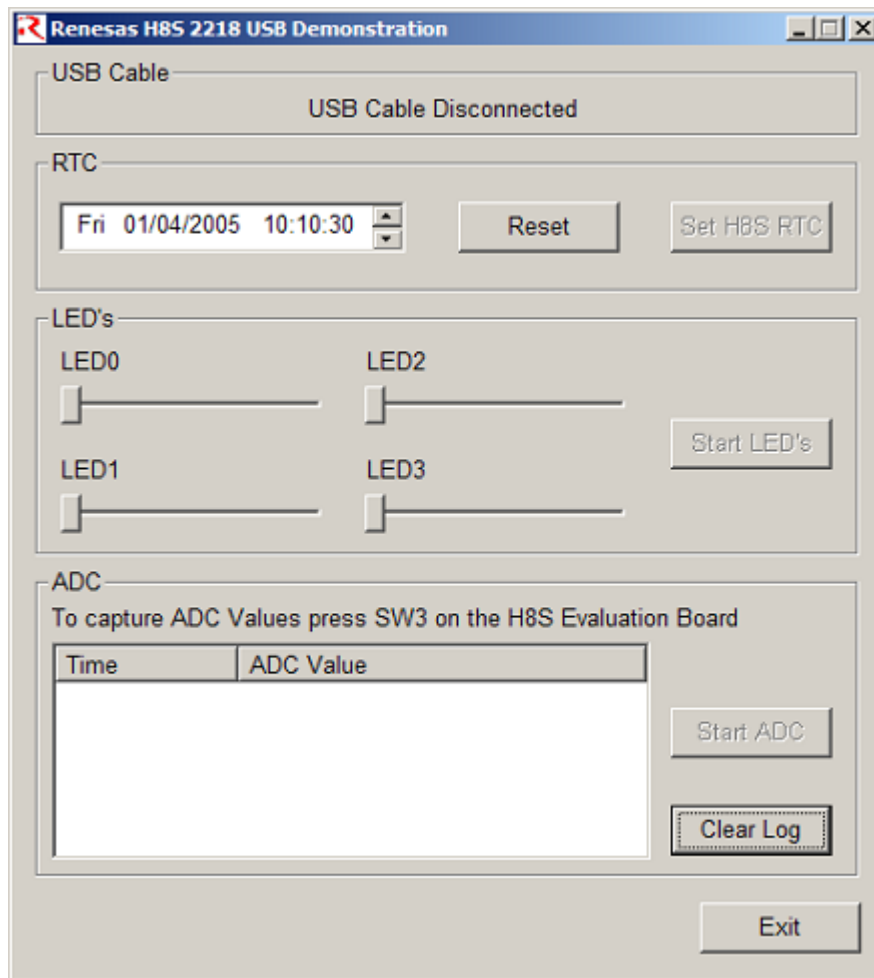 Renesas H8S 2218 USB Demonstration
USB Cable
USB Cable Disconnected
RTC
Fri 01/04/2005 10:10:30 Reset Set H8S RTC
LED's
LED0 LED2
Start LED's
LED1 LED3
ADC
To capture ADC Values press SW3 on the H8S Evaluation Board
Time ADC Value
Start ADC
Clear Log
Exit